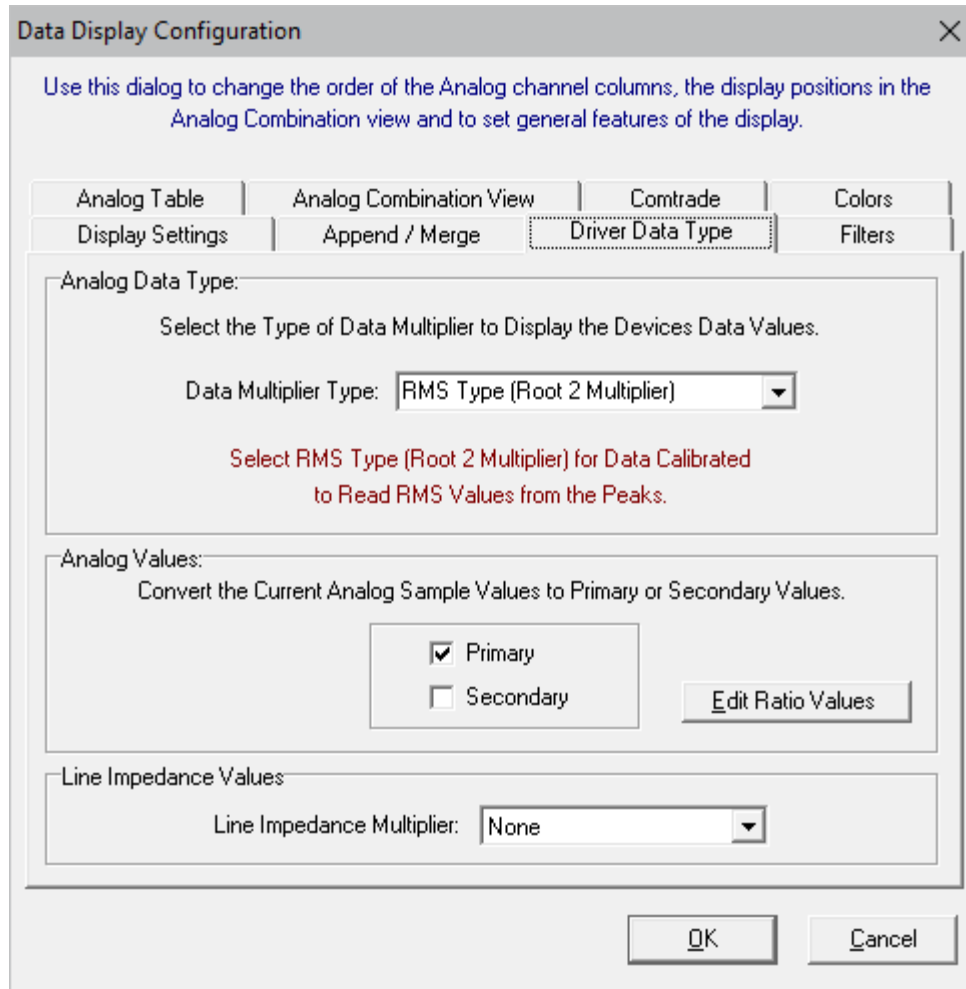 Data Display Configuration
Use this dialog to change the order of the Analog channel columns, the display positions in the
Analog Combination view and to set general features of the display.
Analog Table
Analog Combination View
Comtrade
Colors
Display Settings
Append / Merge
Driver Data Type
Filters
Analog Data Type:
Select the Type of Data Multiplier to Display the Devices Data Values.
Data Multiplier Type: RMS Type (Root 2 Multiplier)
Select RMS Type (Root 2 Multiplier) for Data Calibrated
to Read RMS Values from the Peaks.
Analog Values:
Convert the Current Analog Sample Values to Primary or Secondary Values.
Primary
Secondary
Edit Ratio Values
Line Impedance Values
Line Impedance Multiplier: None
OK
Cancel